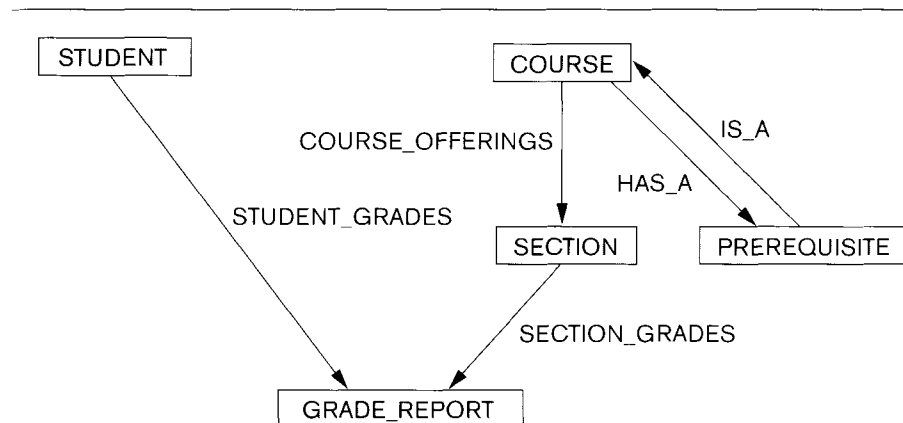 STUDENT
COURSE
COURSE_OFFERINGS
IS_A
HAS_A
STUDENT_GRADES
SECTION
PREREQUISITE
SECTION_GRADES
GRADE_REPORT